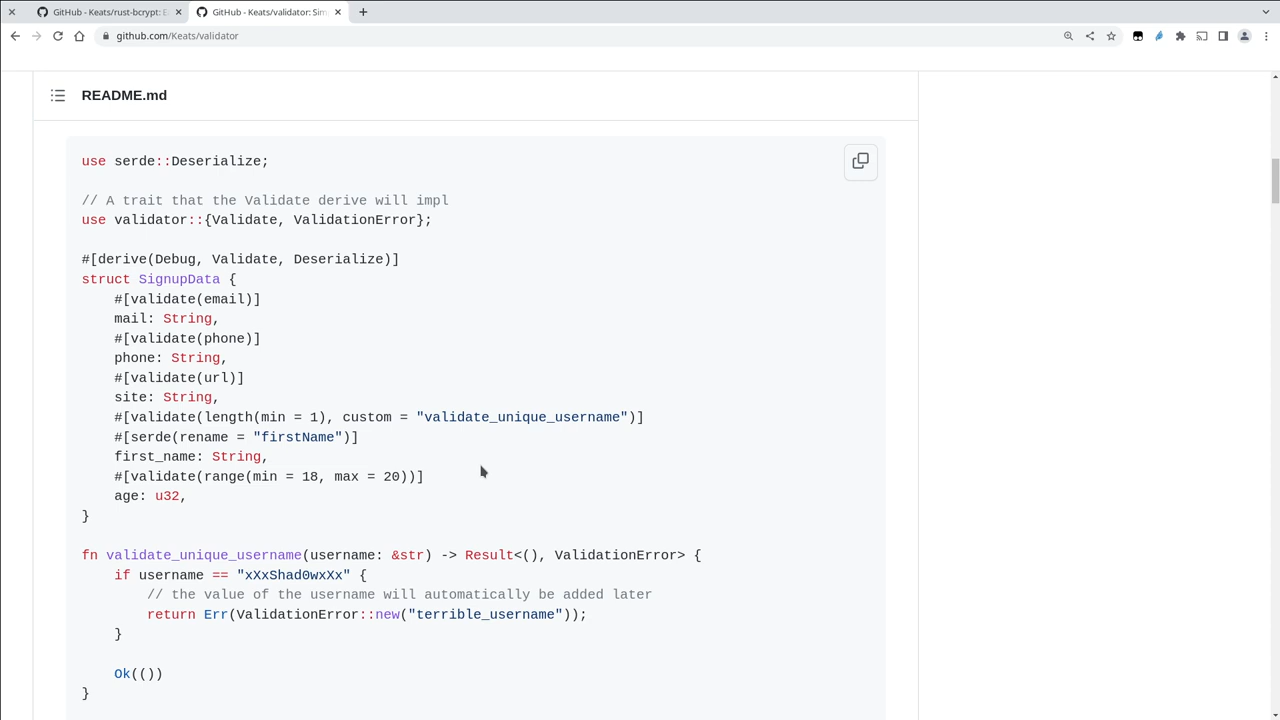 GitHub - Keats/rust-bcrypt: E
GitHub - Keats/validator: Sim
github.com/Keats/validator
README.md
use serde::Deserialize;
// A trait that the Validate derive will impl
use validator::{Validate, ValidationError};
#[derive(Debug, Validate, Deserialize)]
struct SignupData {
    #[validate(email)]
    mail: String,
    #[validate(phone)]
    phone: String,
    #[validate(url)]
    site: String,
    #[validate(length(min = 1), custom = "validate_unique_username")]
    #[serde(rename = "firstName")]
    first_name: String,
    #[validate(range(min = 18, max = 20))]
    age: u32,
}
fn validate_unique_username(username: &str) -> Result<(), ValidationError> {
    if username == "xXxShad0wxXx" {
        // the value of the username will automatically be added later
        return Err(ValidationError::new("terrible_username"));
    }
    Ok(())
}